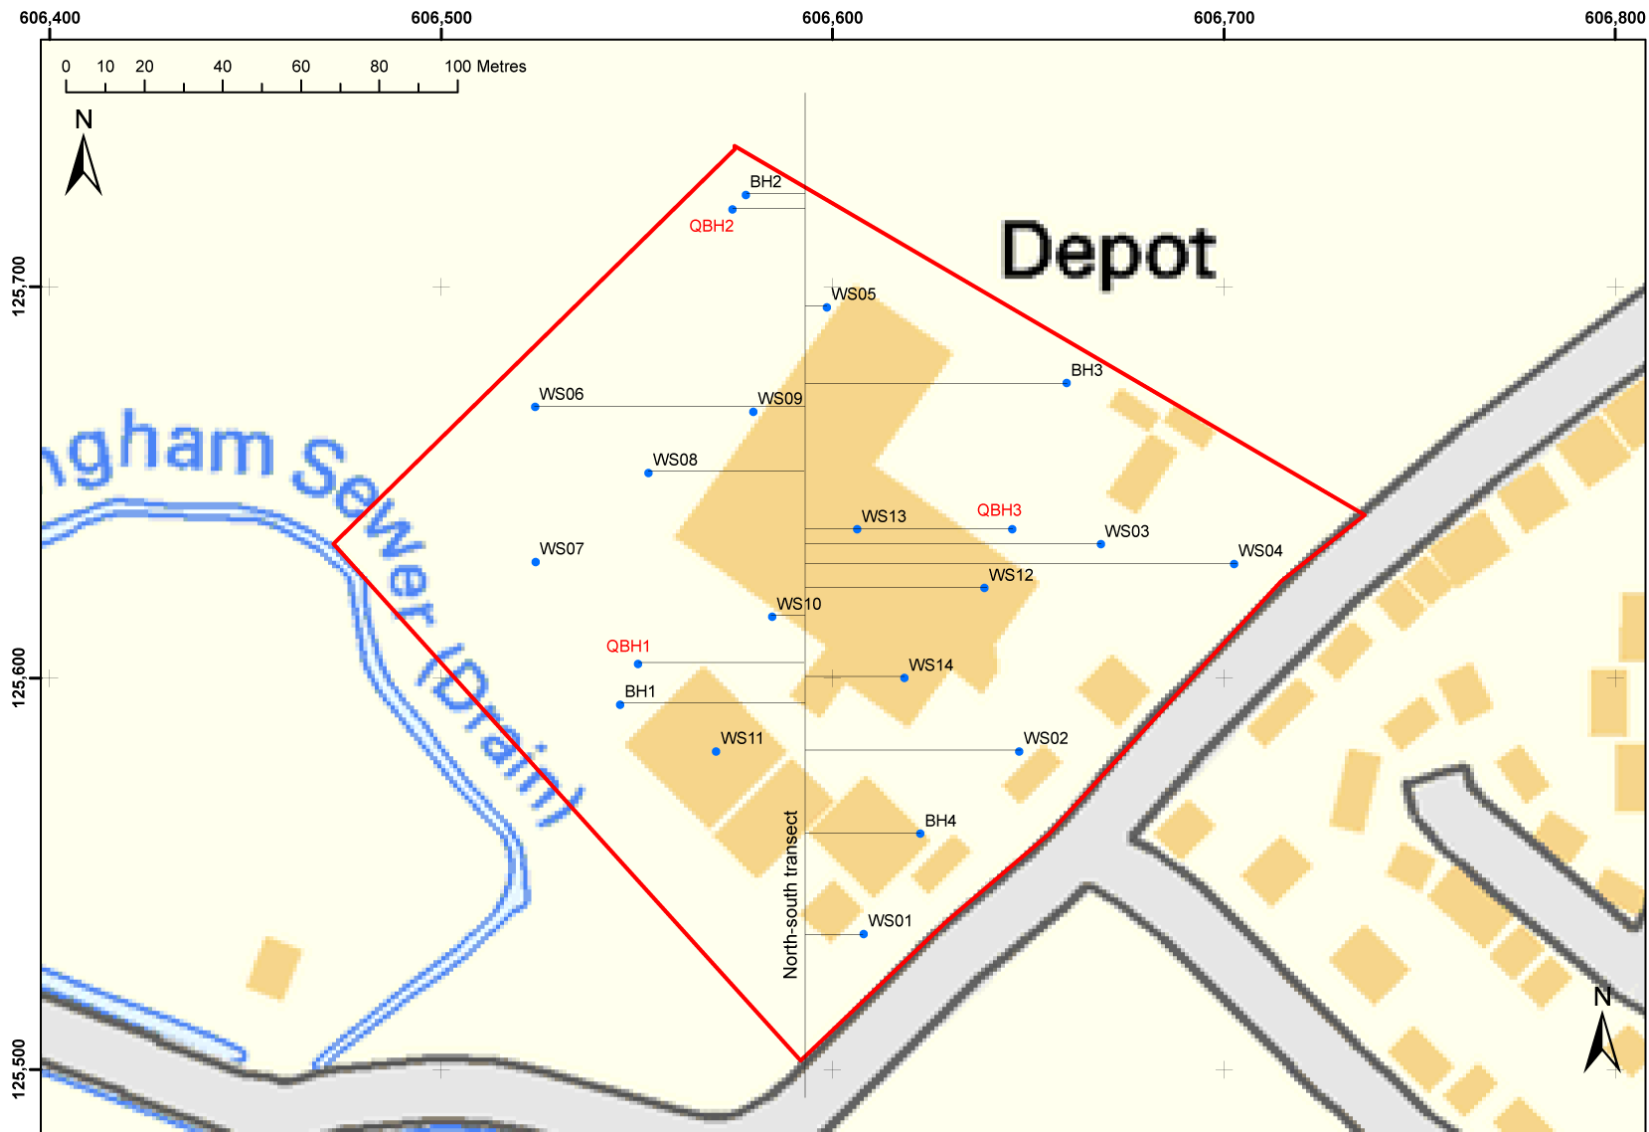 606,400 606,500 606,600 606,700 606,800
0 10 20 40 60 80 100 Metres
N
BH2
QBH2
Depot
125,700
WS05
BH3
WS06
WS09
ngham Sewer (Drain)
WS08
WS13
QBH3
WS03
WS07
WS04
WS12
WS10
QBH1
125,600
WS14
BH1
WS11
WS02
North-south transect
BH4
WS01
N
125,500